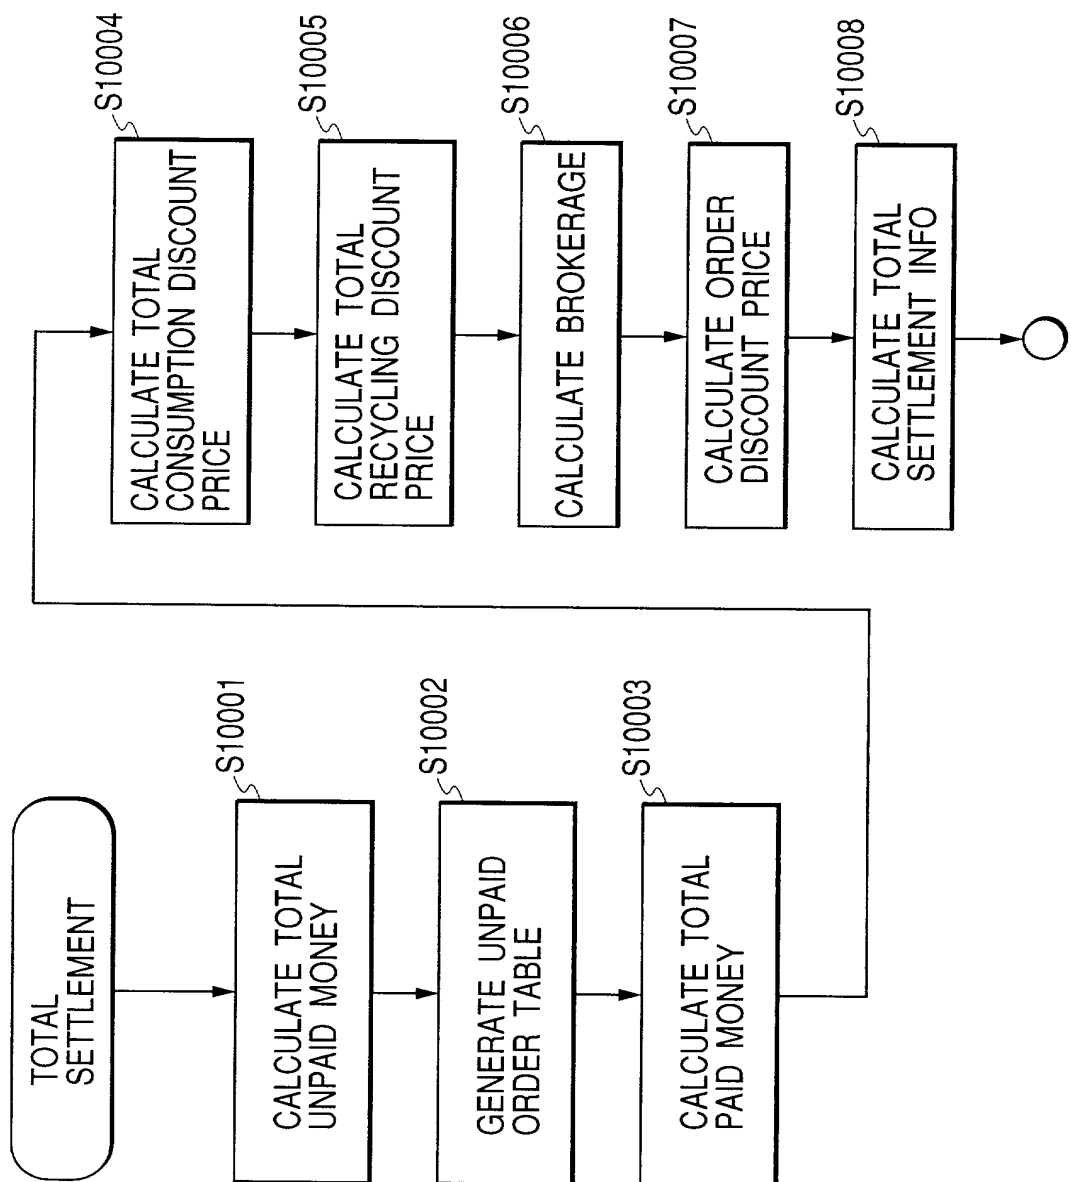 TOTAL
SETTLEMENT
S10001
CALCULATE TOTAL
UNPAID MONEY
S10002
GENERATE UNPAID
ORDER TABLE
S10003
CALCULATE TOTAL
PAID MONEY
S10004
CALCULATE TOTAL
CONSUMPTION DISCOUNT
PRICE
S10005
CALCULATE TOTAL
RECYCLING DISCOUNT
PRICE
S10006
CALCULATE BROKERAGE
S10007
CALCULATE ORDER
DISCOUNT PRICE
S10008
CALCULATE TOTAL
SETTLEMENT INFO